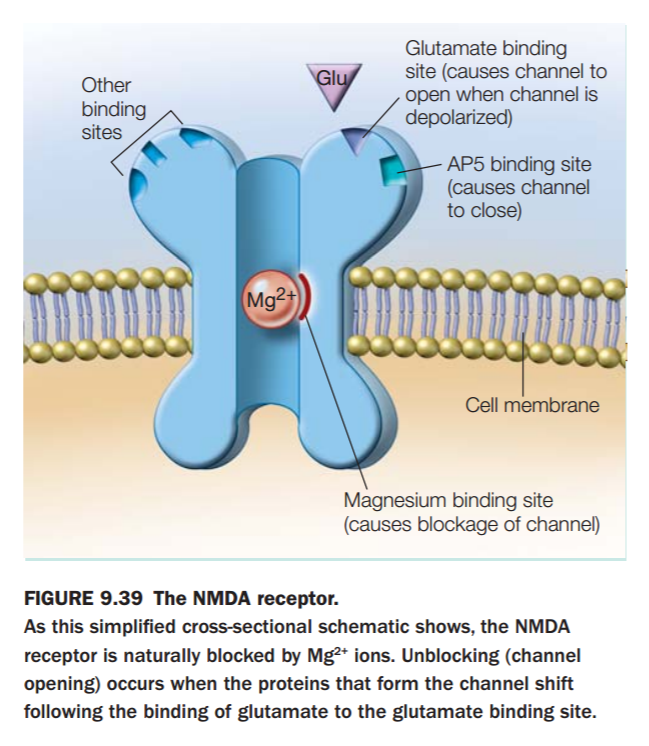 Other
binding
sites
Glu
Glutamate binding
site (causes channel to
open when channel is
depolarized)
AP5 binding site
(causes channel
to close)
Mg2+
Cell membrane
Magnesium binding site
(causes blockage of channel)
FIGURE 9.39 The NMDA receptor.
As this simplified cross-sectional schematic shows, the NMDA
receptor is naturally blocked by Mg2+ ions. Unblocking (channel
opening) occurs when the proteins that form the channel shift
following the binding of glutamate to the glutamate binding site.